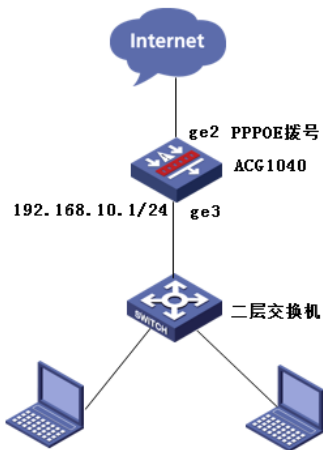 Internet
ge2 PPPOE拨号
ACG1040
192.168.10.1/24 ge3
二层交换机
SWITCH